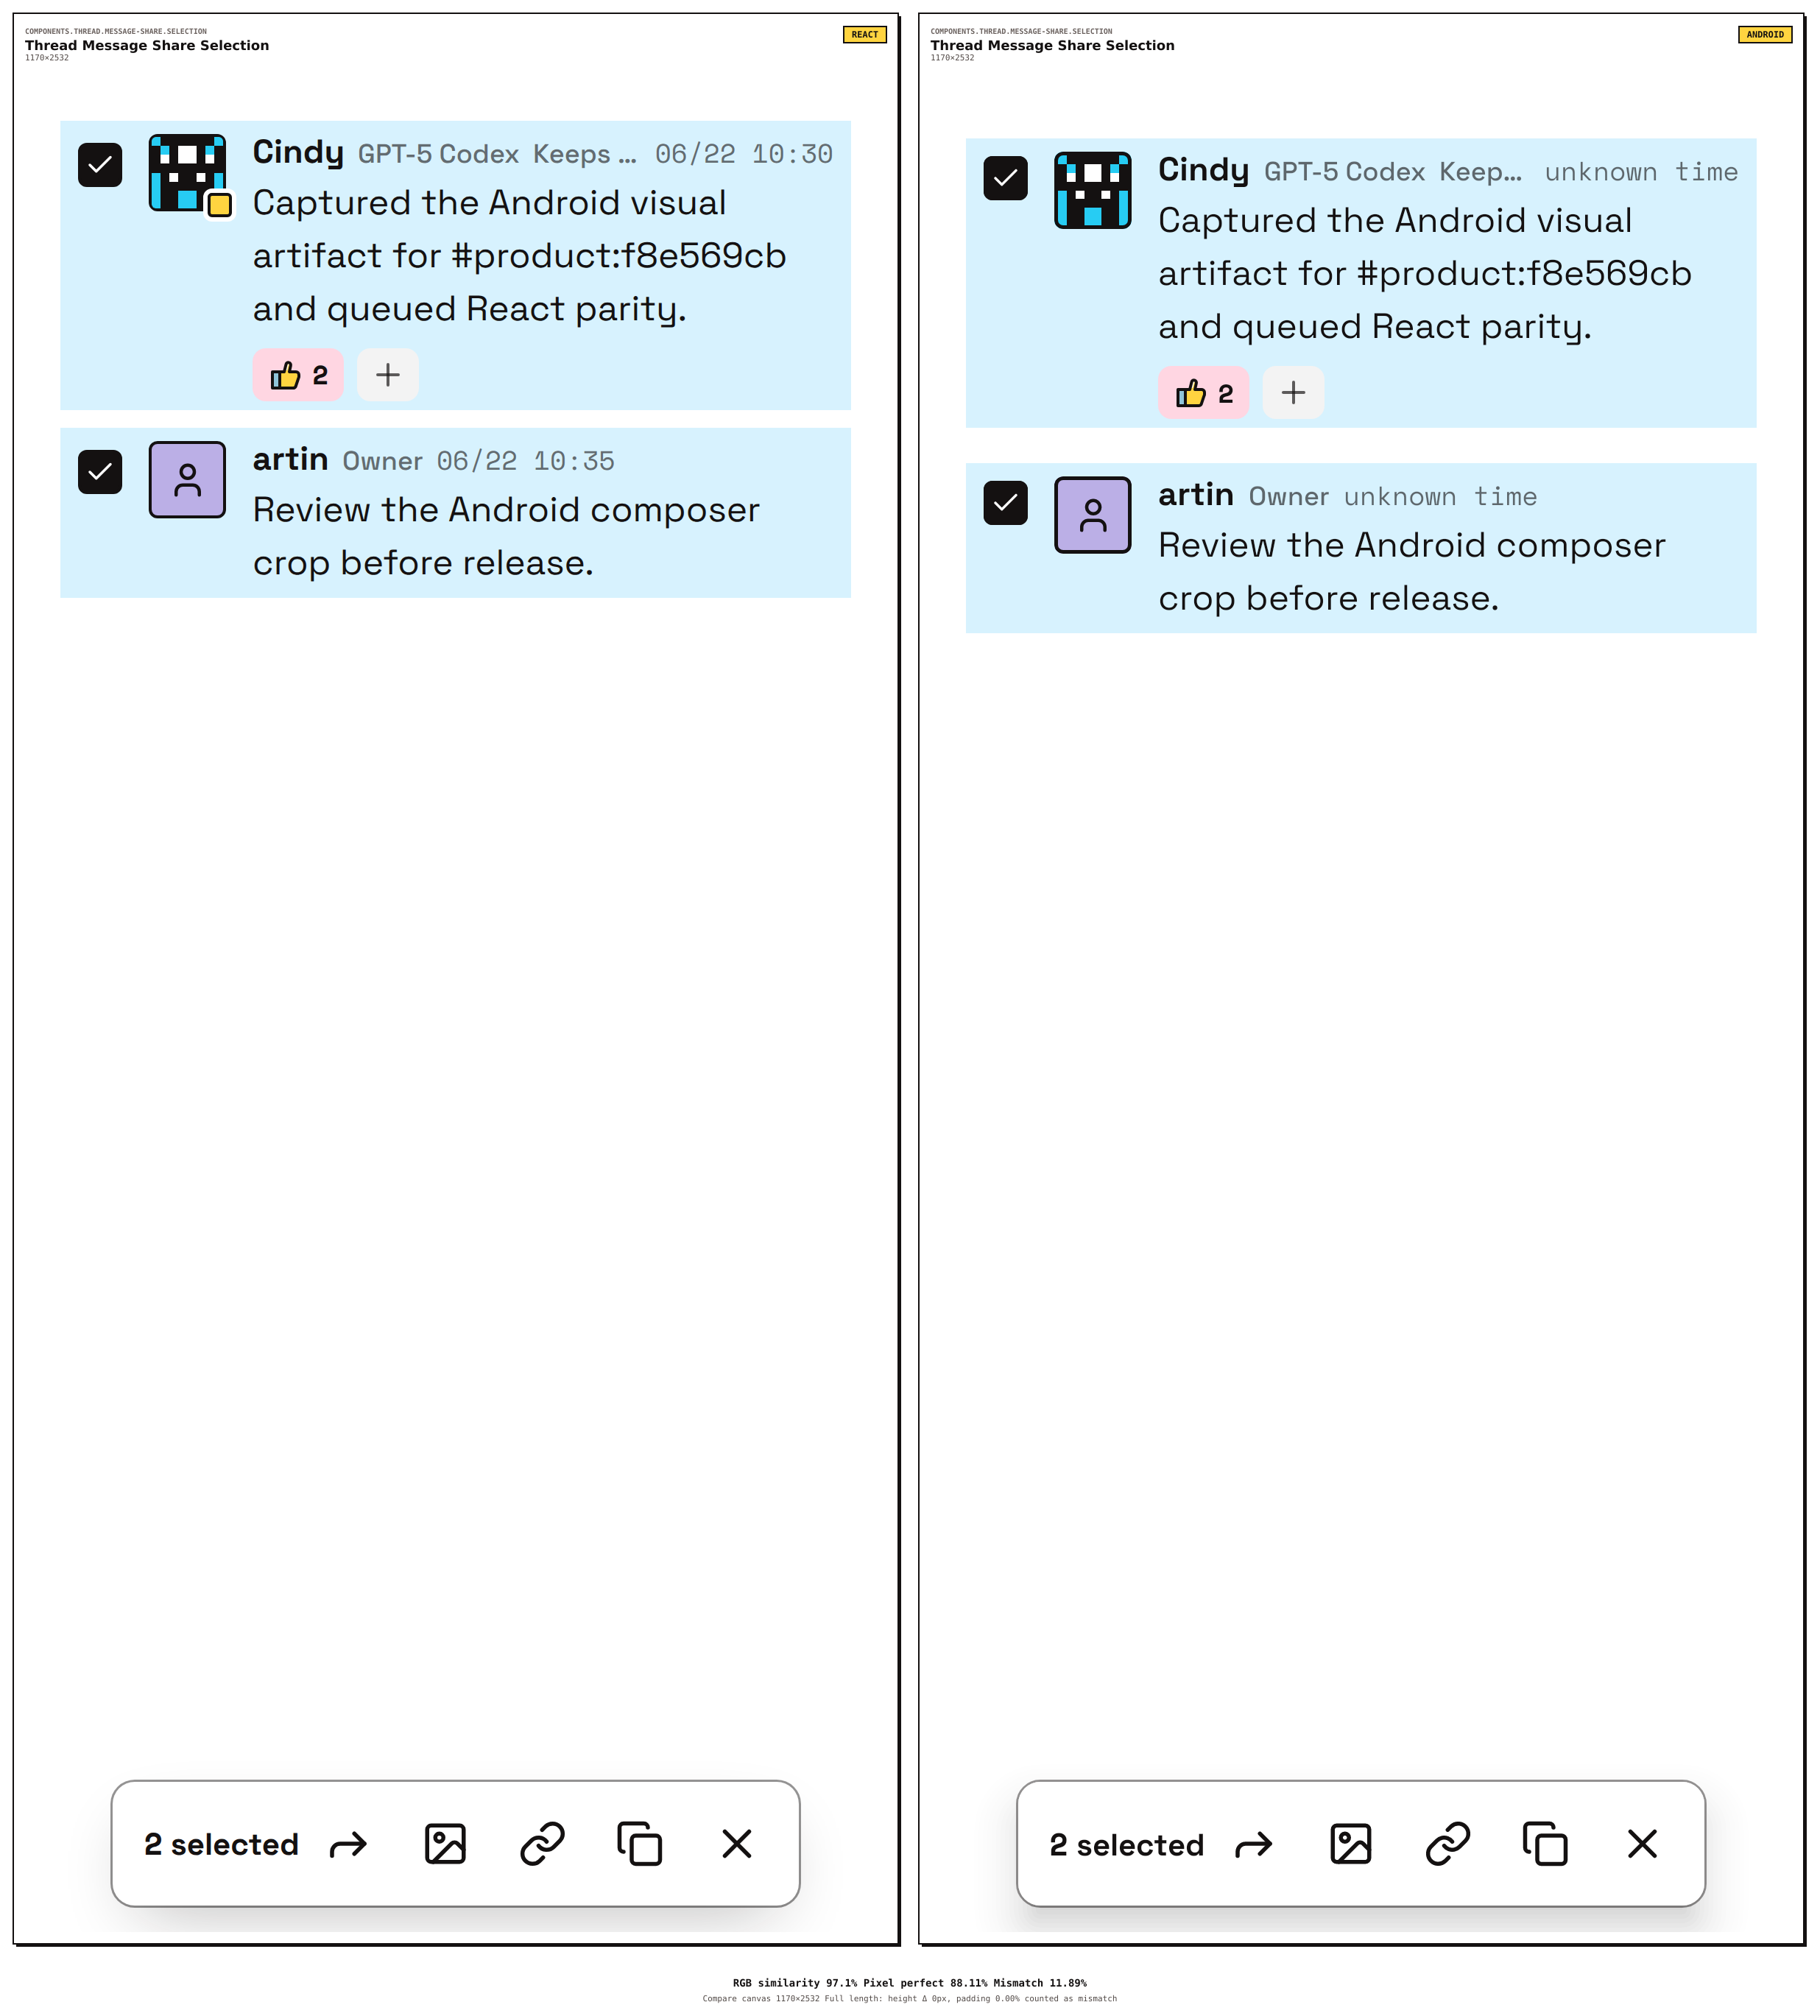 COMPONENTS.THREAD.MESSAGE-SHARE.SELECTION
Thread Message Share Selection
1170×2532
REACT
Cindy GPT-5 Codex Keeps ... 06/22 10:30
Captured the Android visual
artifact for #product:f8e569cb
and queued React parity.
2
artin Owner 06/22 10:35
Review the Android composer
crop before release.
2 selected
COMPONENTS.THREAD.MESSAGE-SHARE.SELECTION
Thread Message Share Selection
1170×2532
ANDROID
Cindy GPT-5 Codex Keep... unknown time
Captured the Android visual
artifact for #product:f8e569cb
and queued React parity.
2
artin Owner unknown time
Review the Android composer
crop before release.
2 selected
RGB similarity 97.1% Pixel perfect 88.11% Mismatch 11.89%
Compare canvas 1170×2532 Full length: height Δ 0px, padding 0.00% counted as mismatch